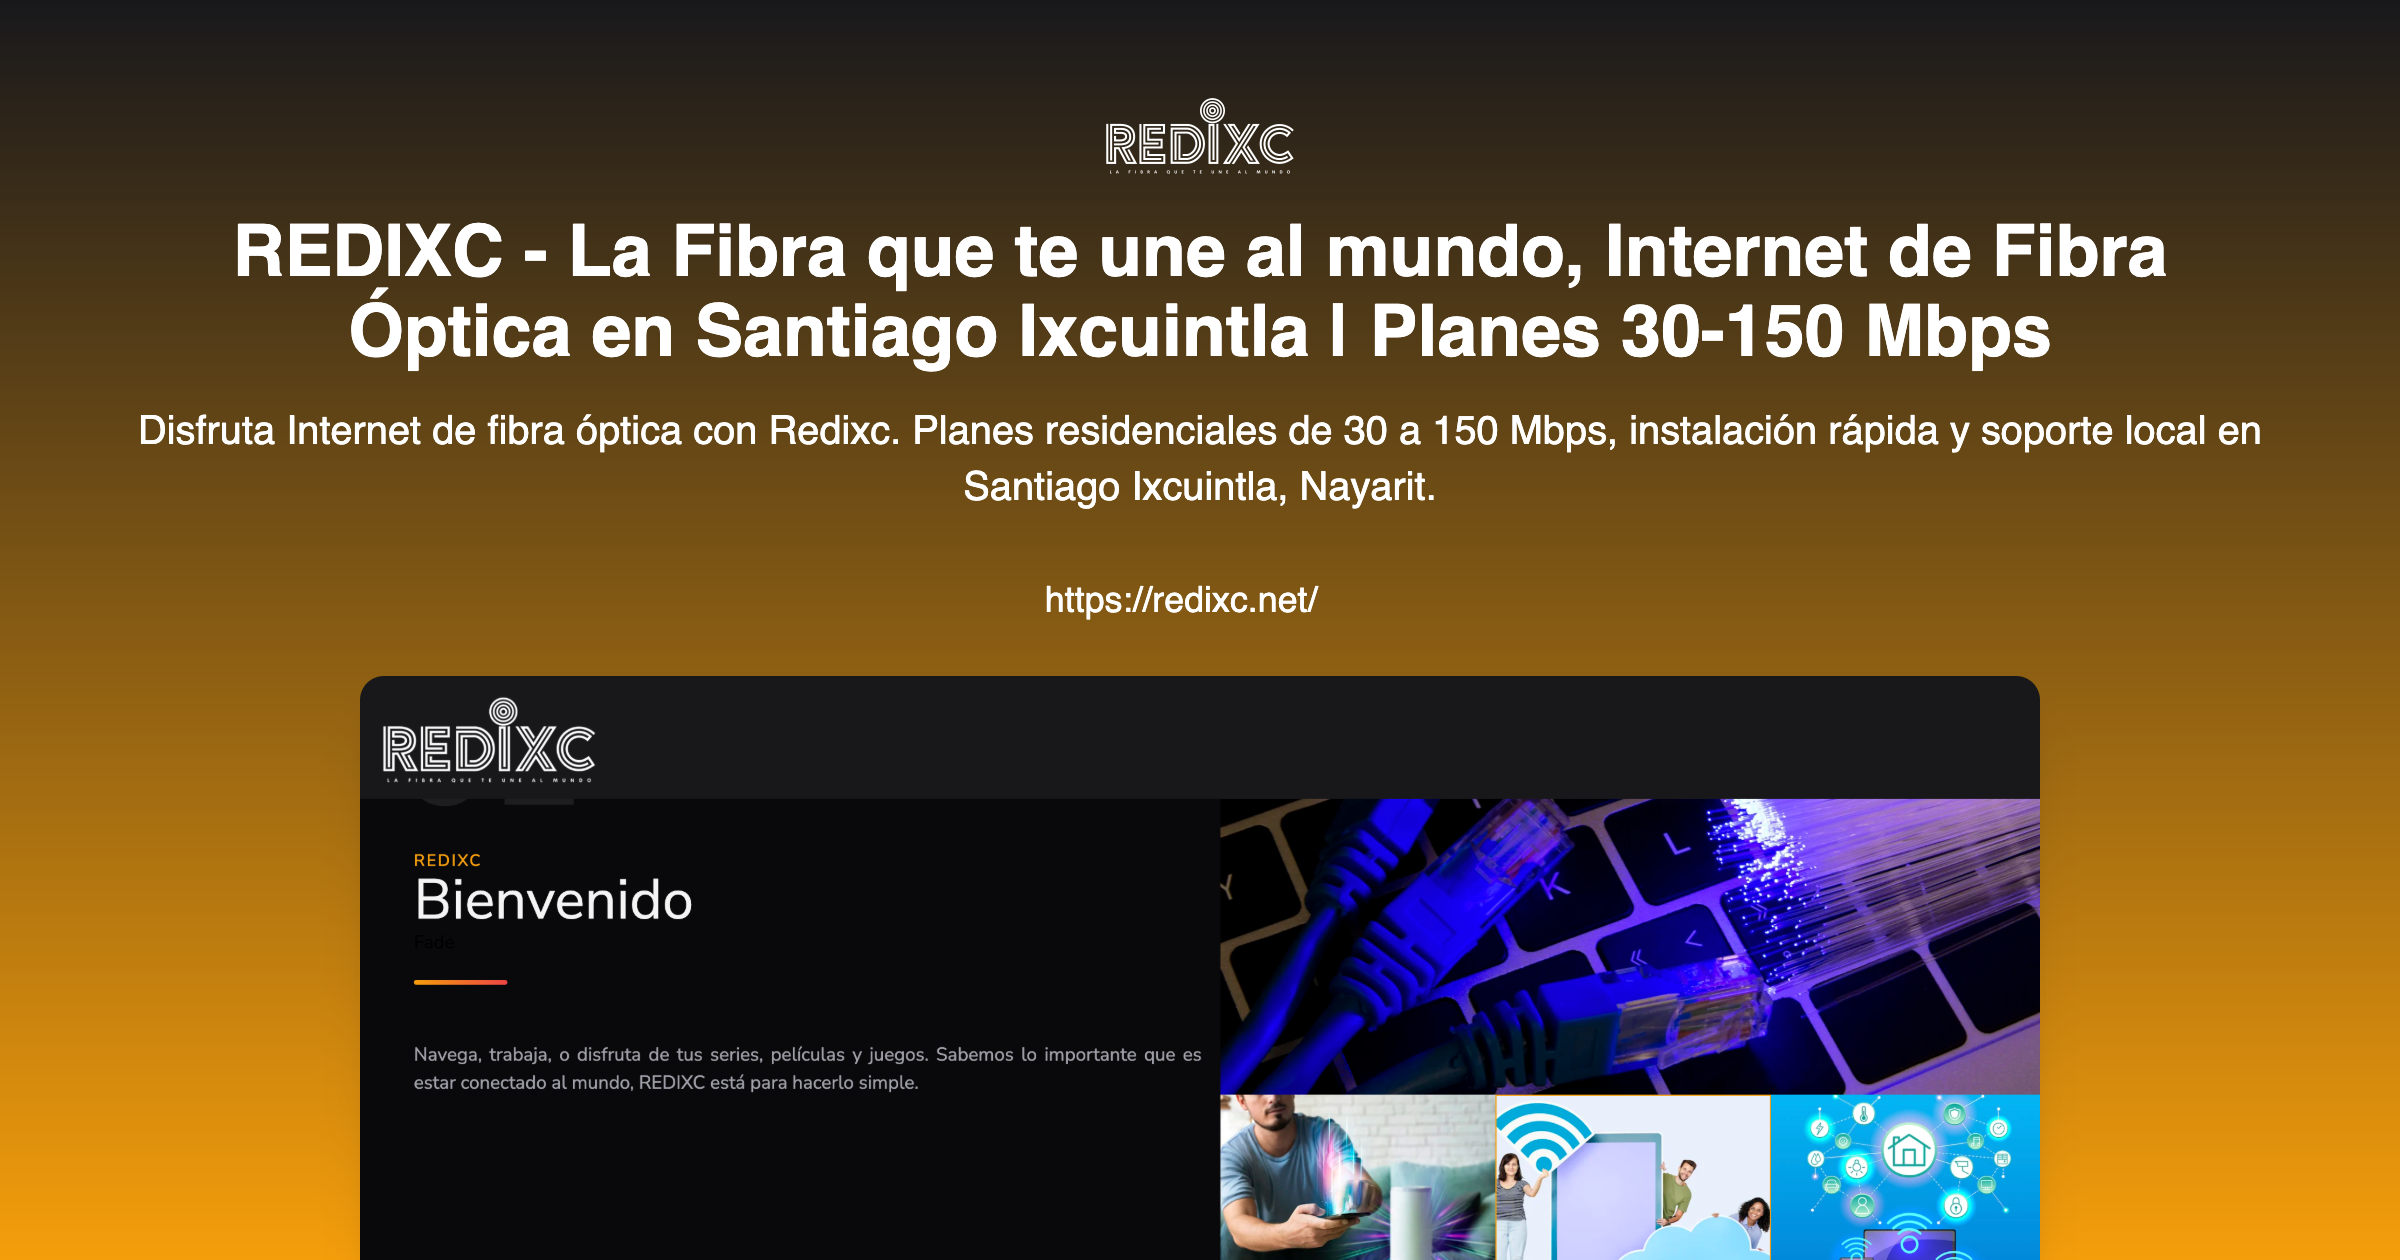 REDIXC
LA FIBRA QUE TE UNE AL MUNDO
REDIXC - La Fibra que te une al mundo, Internet de Fibra
Óptica en Santiago Ixcuintla | Planes 30-150 Mbps
Disfruta Internet de fibra óptica con Redixc. Planes residenciales de 30 a 150 Mbps, instalación rápida y soporte local en
Santiago Ixcuintla, Nayarit.
https://redixc.net/
REDIXC
LA FIBRA QUE TE UNE AL MUNDO
REDIXC
Bienvenido
Fade
Navega, trabaja, o disfruta de tus series, películas y juegos. Sabemos lo importante que es
estar conectado al mundo, REDIXC está para hacerlo simple.
Y
K
L